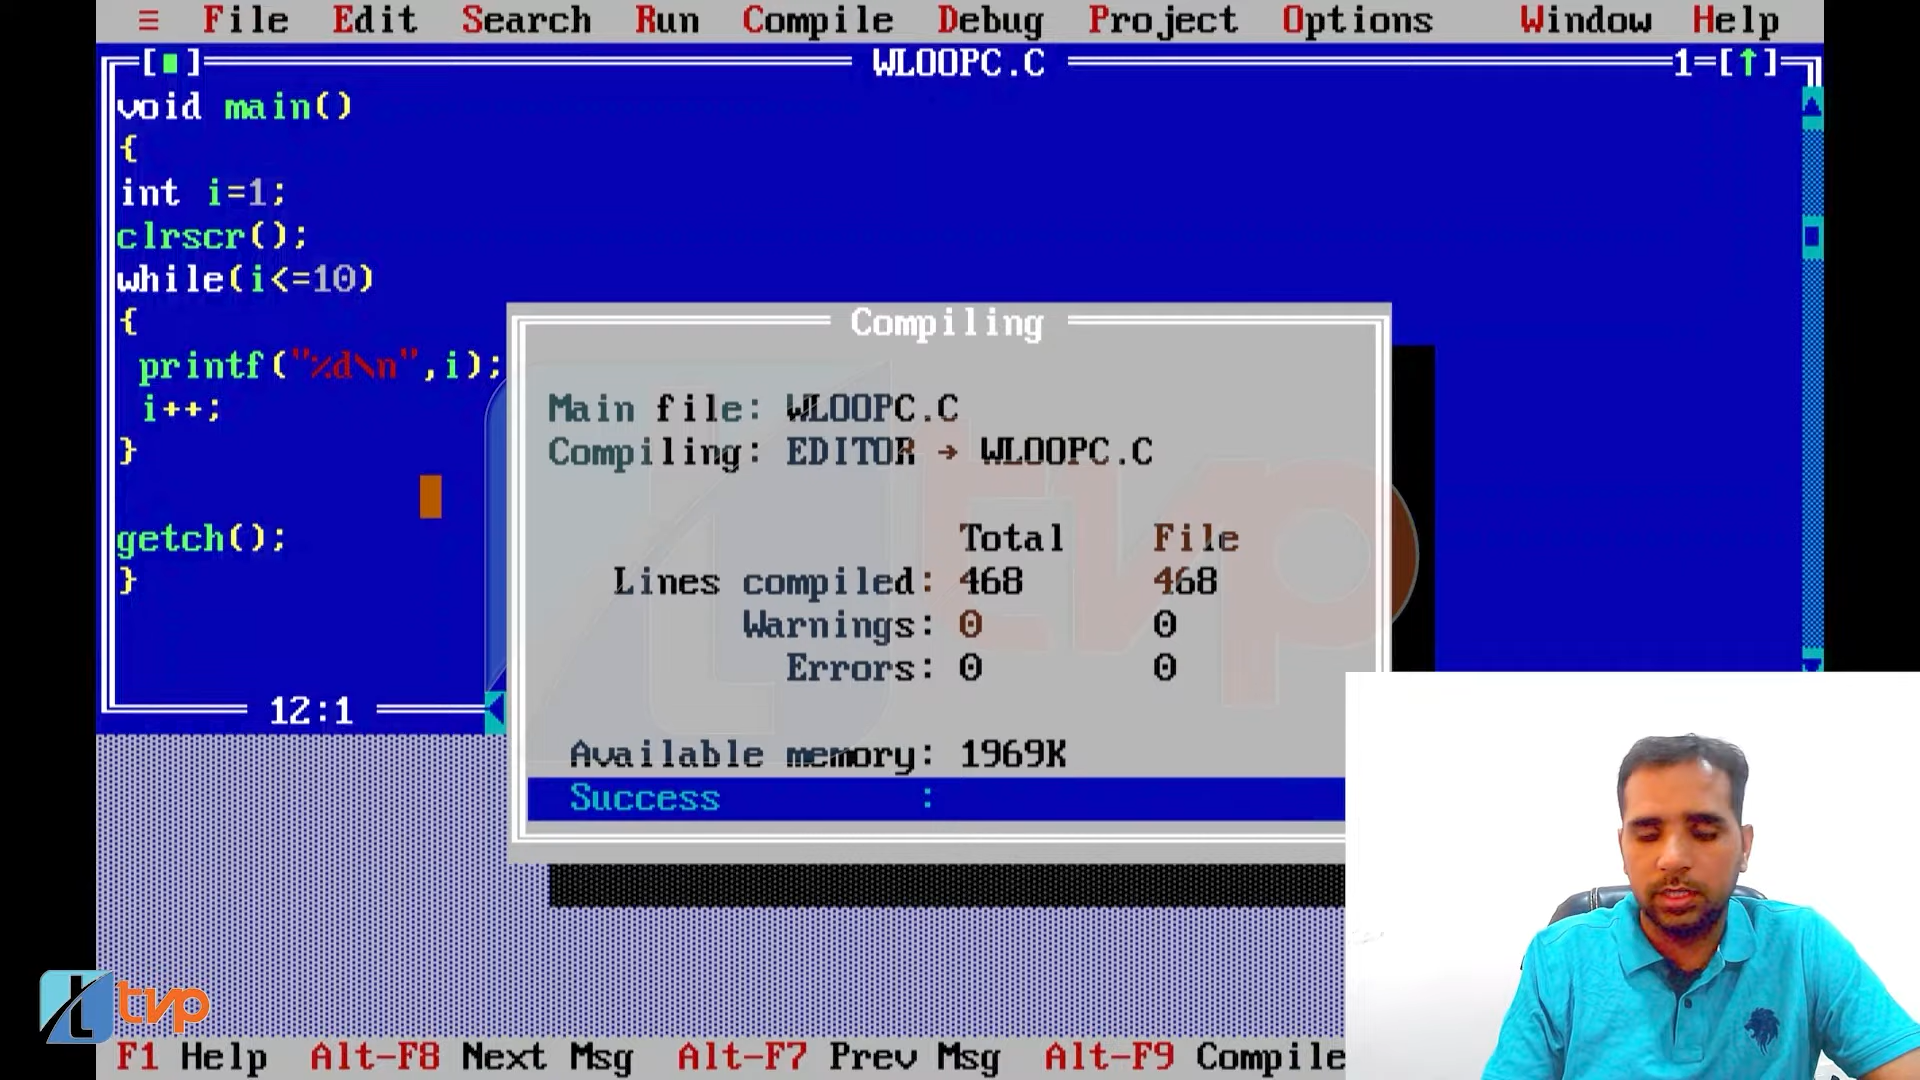 ≡ File Edit Search Run Compile Debug Project Options Window Help
[■] WLOOPC.C 1=[↑]
void main()
{
int i=1;
clrscr();
while(i<=10)
{
printf("%d\n",i);
i++;
}
getch();
}
12:1
Compiling
Main file: WLOOPC.C
Compiling: EDITOR → WLOOPC.C
Total File
Lines compiled: 468 468
Warnings: 0 0
Errors: 0 0
Available memory: 1969K
Success :
tvp
tvp
F1 Help Alt-F8 Next Msg Alt-F7 Prev Msg Alt-F9 Compile